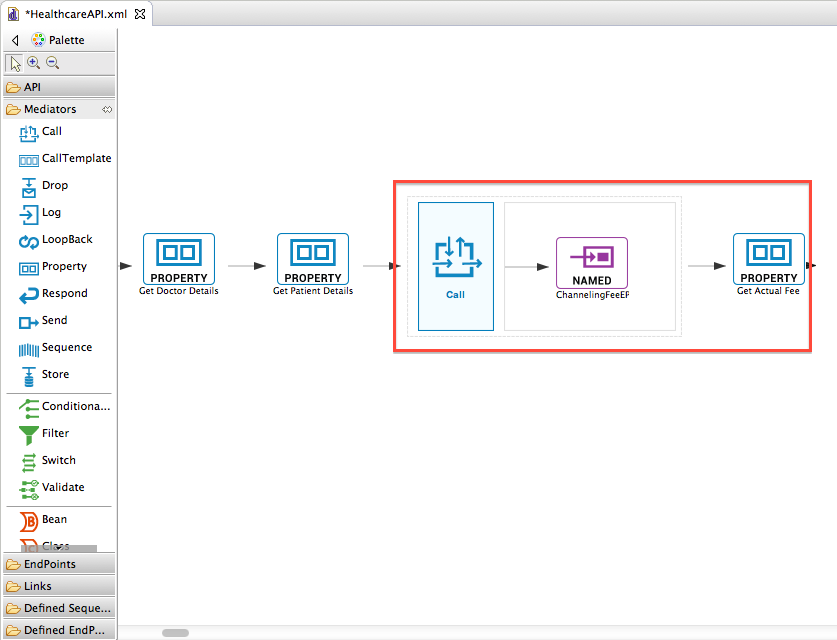 *HealthcareAPI.xml
Palette
API
Mediators
Call
CallTemplate
Drop
Log
LoopBack
Property
Respond
Send
Sequence
Store
Conditiona...
Filter
Switch
Validate
Bean
Class
EndPoints
Links
Defined Seque...
Defined EndP...
PROPERTY
Get Doctor Details
PROPERTY
Get Patient Details
Call
NAMED
ChannelingFeeEP
PROPERTY
Get Actual Fee